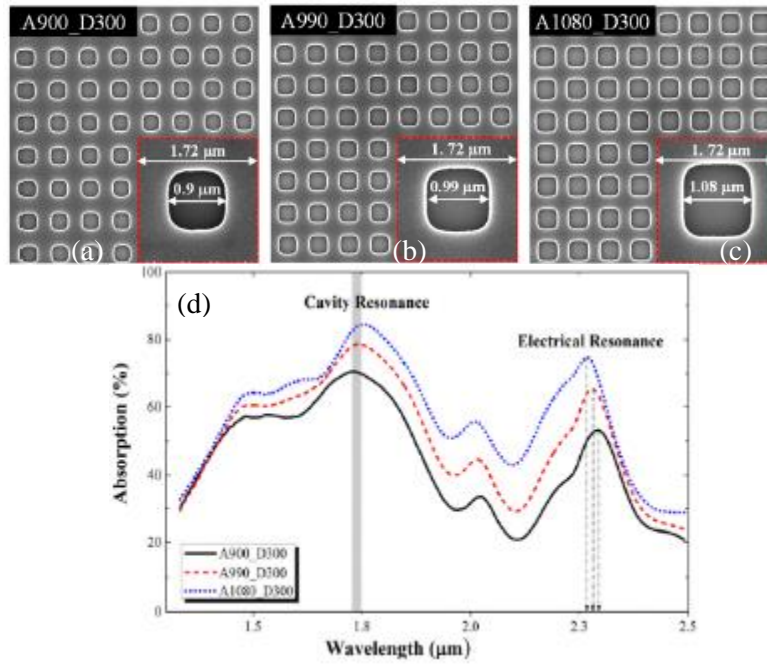 A900_D300
A990_D300
A1080_D300
1.72 μm
1. 72 μm
1. 72 μm
0.9 μm
0.99 μm
1.08 μm
(a)
(b)
(c)
100
(d)
Cavity Resonance
Electrical Resonance
80
60
40
20
0
Absorption (%)
A900_D300
A990_D300
A1080_D300
1.5
1.8
2.0
2.3
2.5
Wavelength (μm)